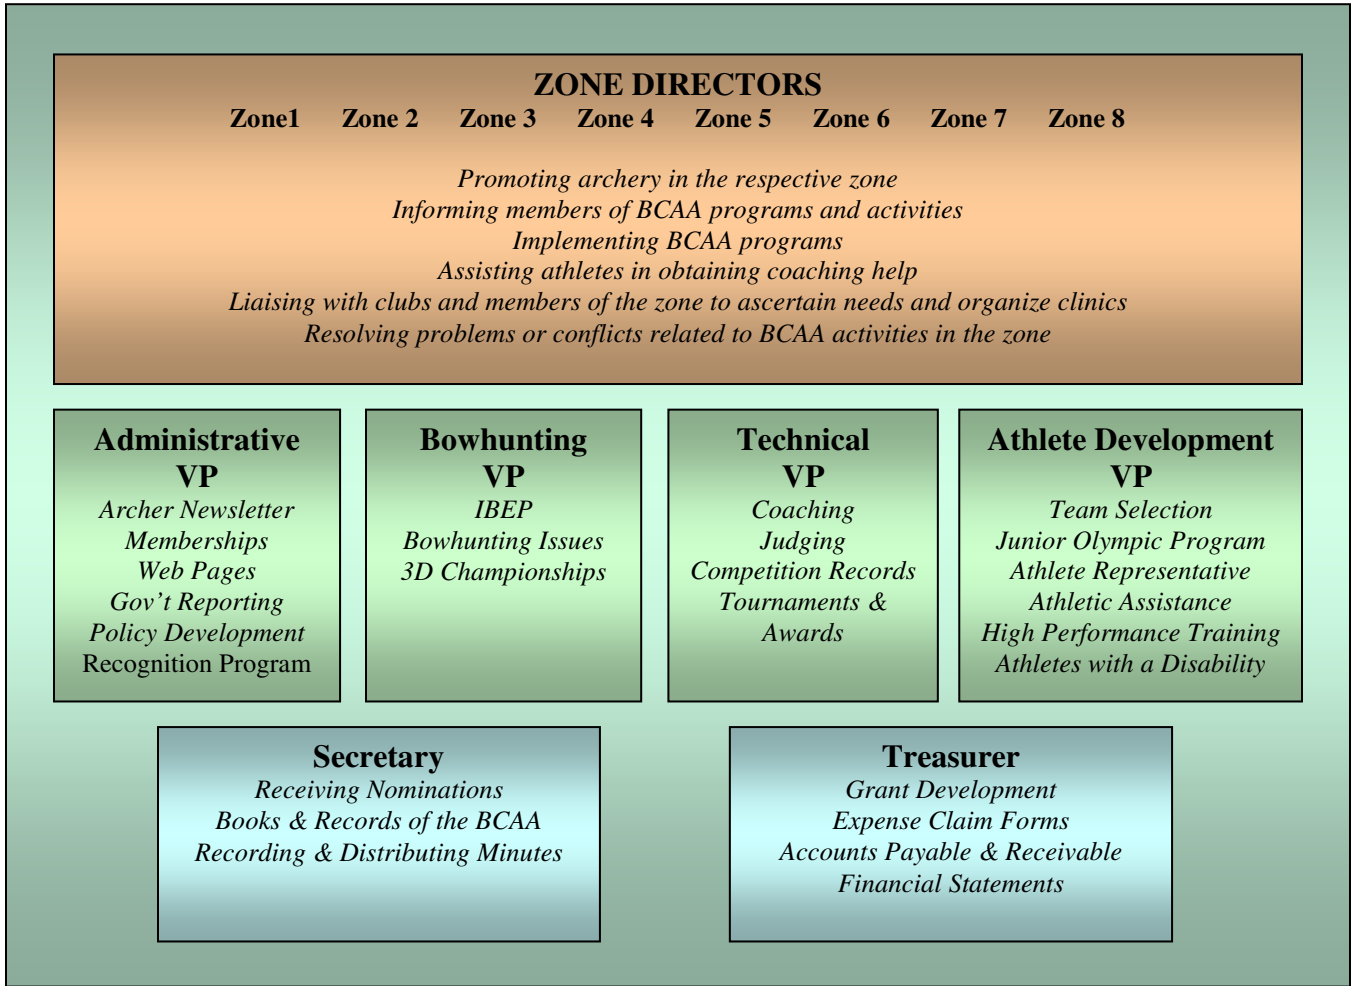 ZONE DIRECTORS
Zone1 Zone 2 Zone 3 Zone 4 Zone 5 Zone 6 Zone 7 Zone 8
Promoting archery in the respective zone
Informing members of BCAA programs and activities
Implementing BCAA programs
Assisting athletes in obtaining coaching help
Liaising with clubs and members of the zone to ascertain needs and organize clinics
Resolving problems or conflicts related to BCAA activities in the zone
Administrative
VP
Archer Newsletter
Memberships
Web Pages
Gov’t Reporting
Policy Development
Recognition Program
Bowhunting
VP
IBEP
Bowhunting Issues
3D Championships
Technical
VP
Coaching
Judging
Competition Records
Tournaments &
Awards
Athlete Development
VP
Team Selection
Junior Olympic Program
Athlete Representative
Athletic Assistance
High Performance Training
Athletes with a Disability
Secretary
Receiving Nominations
Books & Records of the BCAA
Recording & Distributing Minutes
Treasurer
Grant Development
Expense Claim Forms
Accounts Payable & Receivable
Financial Statements